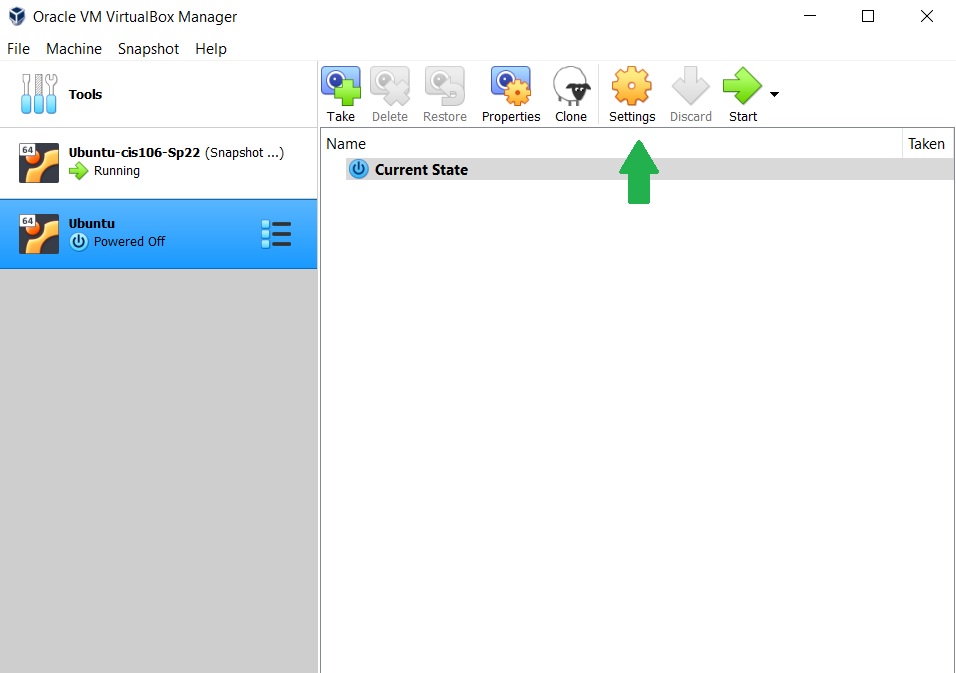 Oracle VM VirtualBox Manager
File Machine Snapshot Help
Tools
Take Delete Restore Properties Clone Settings Discard Start
Name Taken
64
Ubuntu-cis106-Sp22 (Snapshot ...)
Running
Current State
64
Ubuntu
Powered Off